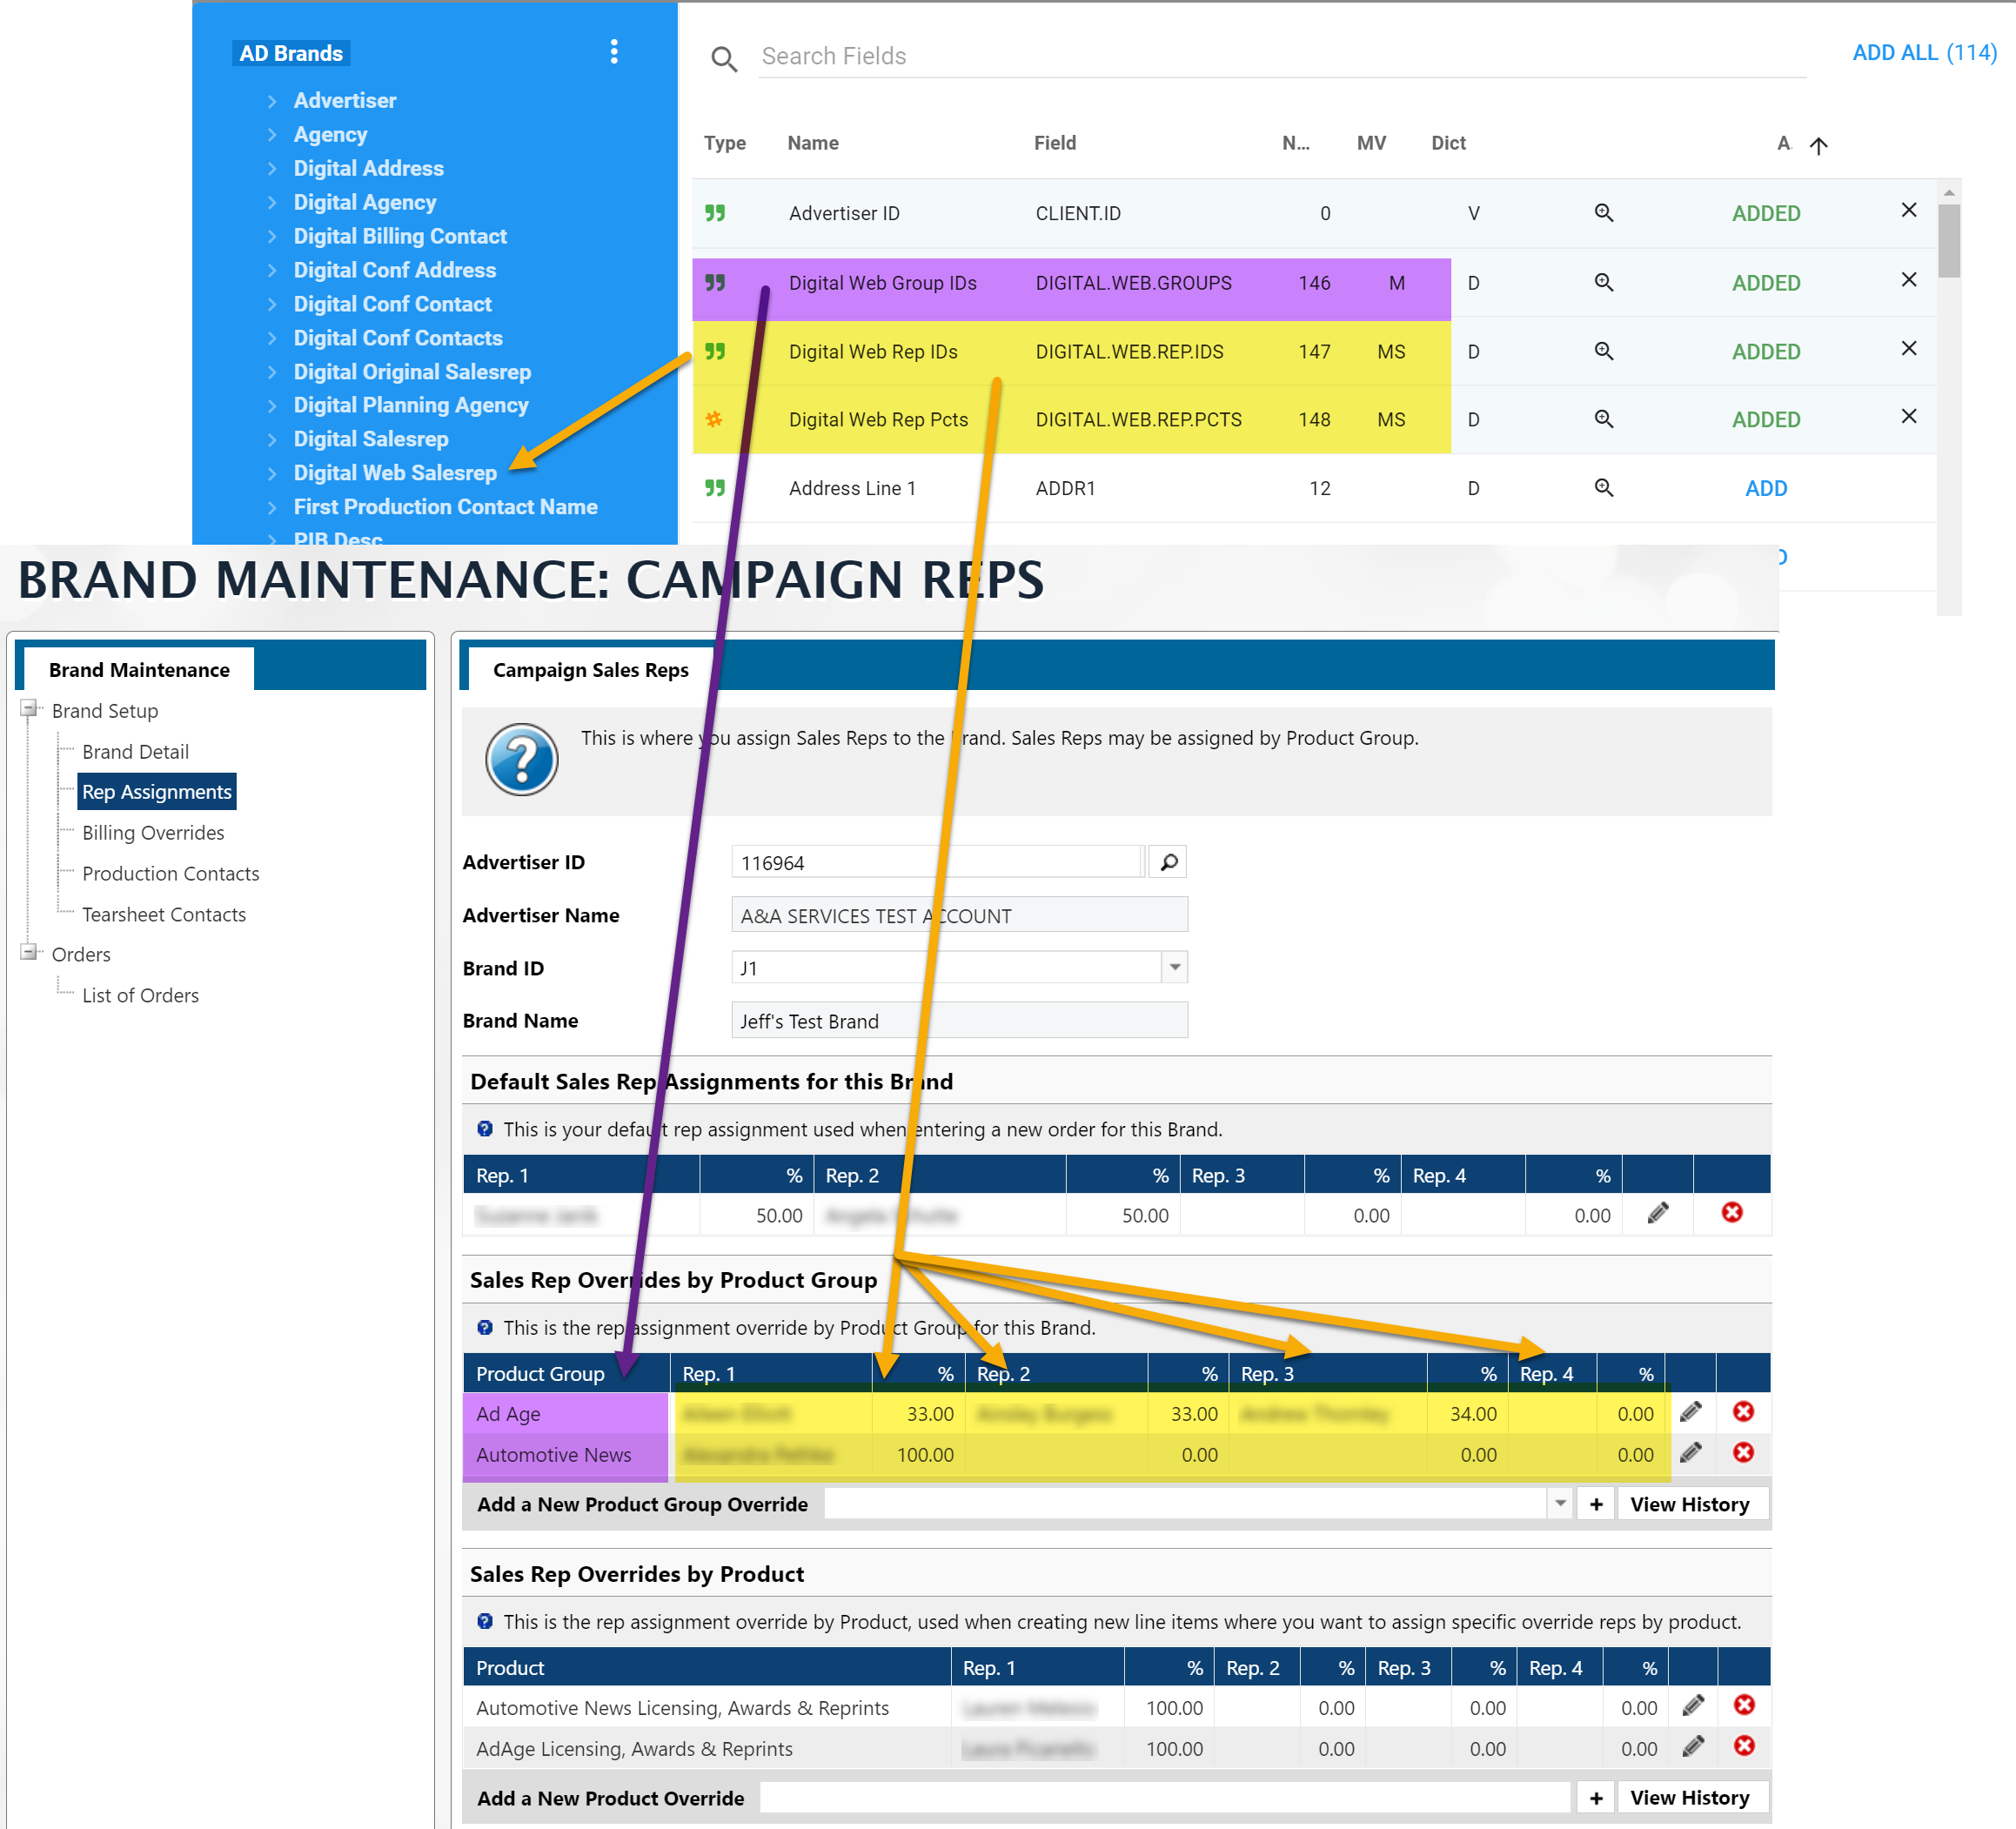 AD Brands
Advertiser
Agency
Digital Address
Digital Agency
Digital Billing Contact
Digital Conf Address
Digital Conf Contact
Digital Conf Contacts
Digital Original Salesrep
Digital Planning Agency
Digital Salesrep
Digital Web Salesrep
First Production Contact Name
PIB Desc
Search Fields
ADD ALL (114)
Type Name Field N... MV Dict A.
Advertiser ID CLIENT.ID 0 V ADDED
Digital Web Group IDs DIGITAL.WEB.GROUPS 146 M D ADDED
Digital Web Rep IDs DIGITAL.WEB.REP.IDS 147 MS D ADDED
Digital Web Rep Pcts DIGITAL.WEB.REP.PCTS 148 MS D ADDED
Address Line 1 ADDR1 12 D ADD
BRAND MAINTENANCE: CAMPAIGN REPS
Brand Maintenance
Brand Setup
Brand Detail
Rep Assignments
Billing Overrides
Production Contacts
Tearsheet Contacts
Orders
List of Orders
Campaign Sales Reps
This is where you assign Sales Reps to the Brand. Sales Reps may be assigned by Product Group.
Advertiser ID 116964
Advertiser Name A&A SERVICES TEST ACCOUNT
Brand ID J1
Brand Name Jeff's Test Brand
Default Sales Rep Assignments for this Brand
This is your default rep assignment used when entering a new order for this Brand.
Rep. 1 % Rep. 2 % Rep. 3 % Rep. 4 %
50.00 50.00 0.00 0.00
Sales Rep Overrides by Product Group
This is the rep assignment override by Product Group for this Brand.
Product Group Rep. 1 % Rep. 2 % Rep. 3 % Rep. 4 %
Ad Age 33.00 33.00 34.00 0.00
Automotive News 100.00 0.00 0.00 0.00
Add a New Product Group Override + View History
Sales Rep Overrides by Product
This is the rep assignment override by Product, used when creating new line items where you want to assign specific override reps by product.
Product Rep. 1 % Rep. 2 % Rep. 3 % Rep. 4 %
Automotive News Licensing, Awards & Reprints 100.00 0.00 0.00 0.00
AdAge Licensing, Awards & Reprints 100.00 0.00 0.00 0.00
Add a New Product Override + View History